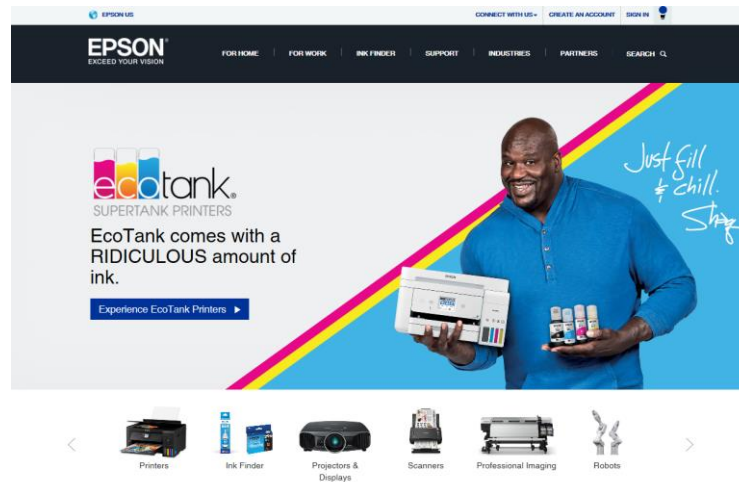 EPSON US
CONNECT WITH US
CREATE AN ACCOUNT
SIGN IN
EPSON®
EXCEED YOUR VISION
FOR HOME
FOR WORK
INK FINDER
SUPPORT
INDUSTRIES
PARTNERS
SEARCH
ecotank®
SUPERTANK PRINTERS
EcoTank comes with a
RIDICULOUS amount of
ink.
Experience EcoTank Printers
Just fill
& chill.
Shaq
EPSON
Printers
Ink Finder
Projectors &
Displays
Scanners
Professional Imaging
Robots